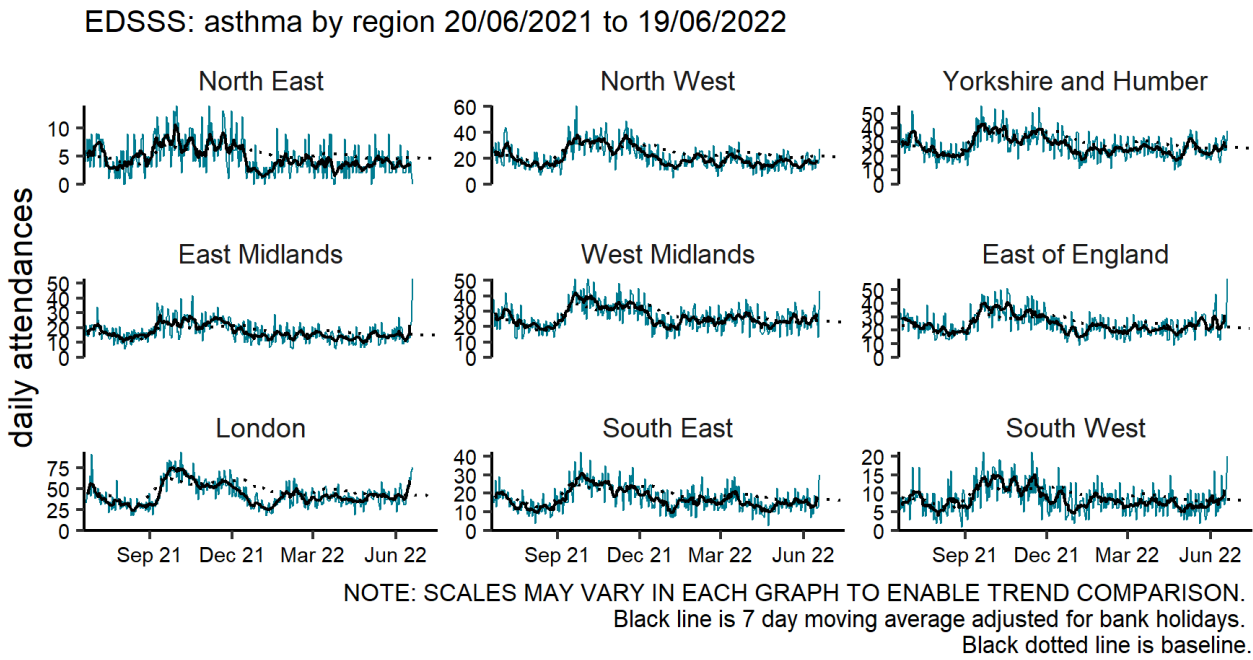 EDSSS: asthma by region 20/06/2021 to 19/06/2022
North East
North West
Yorkshire and Humber
10
5
0
60
40
20
0
50
40
30
20
10
0
daily attendances
East Midlands
West Midlands
East of England
50
40
30
20
10
0
50
40
30
20
10
0
50
40
30
20
10
0
London
South East
South West
75
50
25
0
40
30
20
10
0
20
15
10
5
0
Sep 21 Dec 21 Mar 22 Jun 22
Sep 21 Dec 21 Mar 22 Jun 22
Sep 21 Dec 21 Mar 22 Jun 22
NOTE: SCALES MAY VARY IN EACH GRAPH TO ENABLE TREND COMPARISON.
Black line is 7 day moving average adjusted for bank holidays.
Black dotted line is baseline.